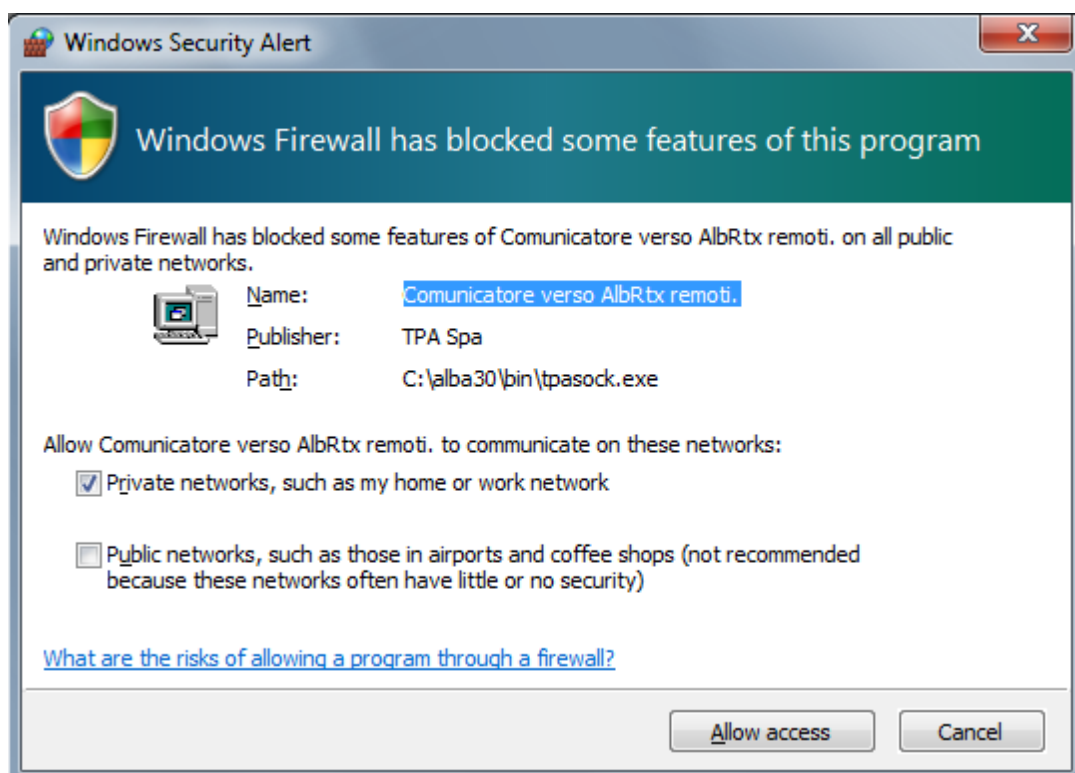 Windows Security Alert
Windows Firewall has blocked some features of this program
Windows Firewall has blocked some features of Comunicatore verso AlbRtx remoti. on all public
and private networks.
Name: Comunicatore verso AlbRtx remoti.
Publisher: TPA Spa
Path: C:\alba30\bin\tpasock.exe
Allow Comunicatore verso AlbRtx remoti. to communicate on these networks:
Private networks, such as my home or work network
Public networks, such as those in airports and coffee shops (not recommended
because these networks often have little or no security)
What are the risks of allowing a program through a firewall?
Allow access Cancel